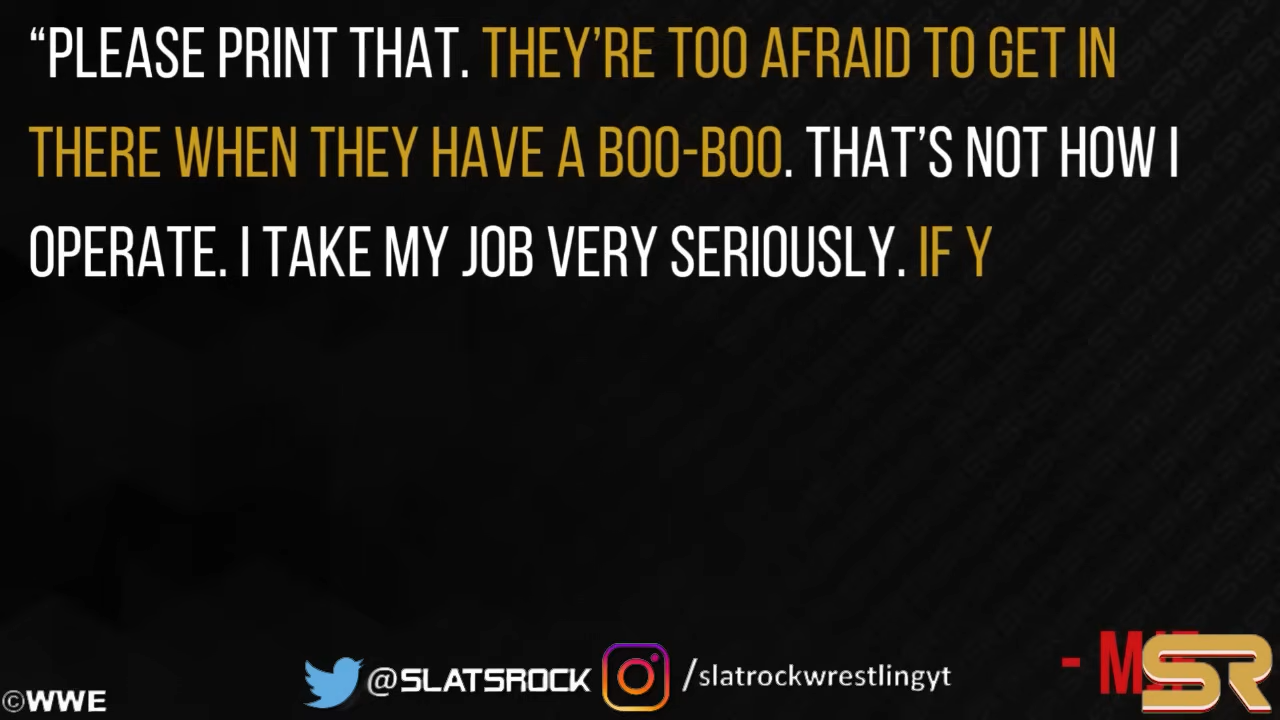 “PLEASE PRINT THAT. THEY’RE TOO AFRAID TO GET IN
THERE WHEN THEY HAVE A BOO-BOO. THAT’S NOT HOW I
OPERATE. I TAKE MY JOB VERY SERIOUSLY. IF Y
@SLATSROCK /slatrockwrestlingyt
©WWE
SR